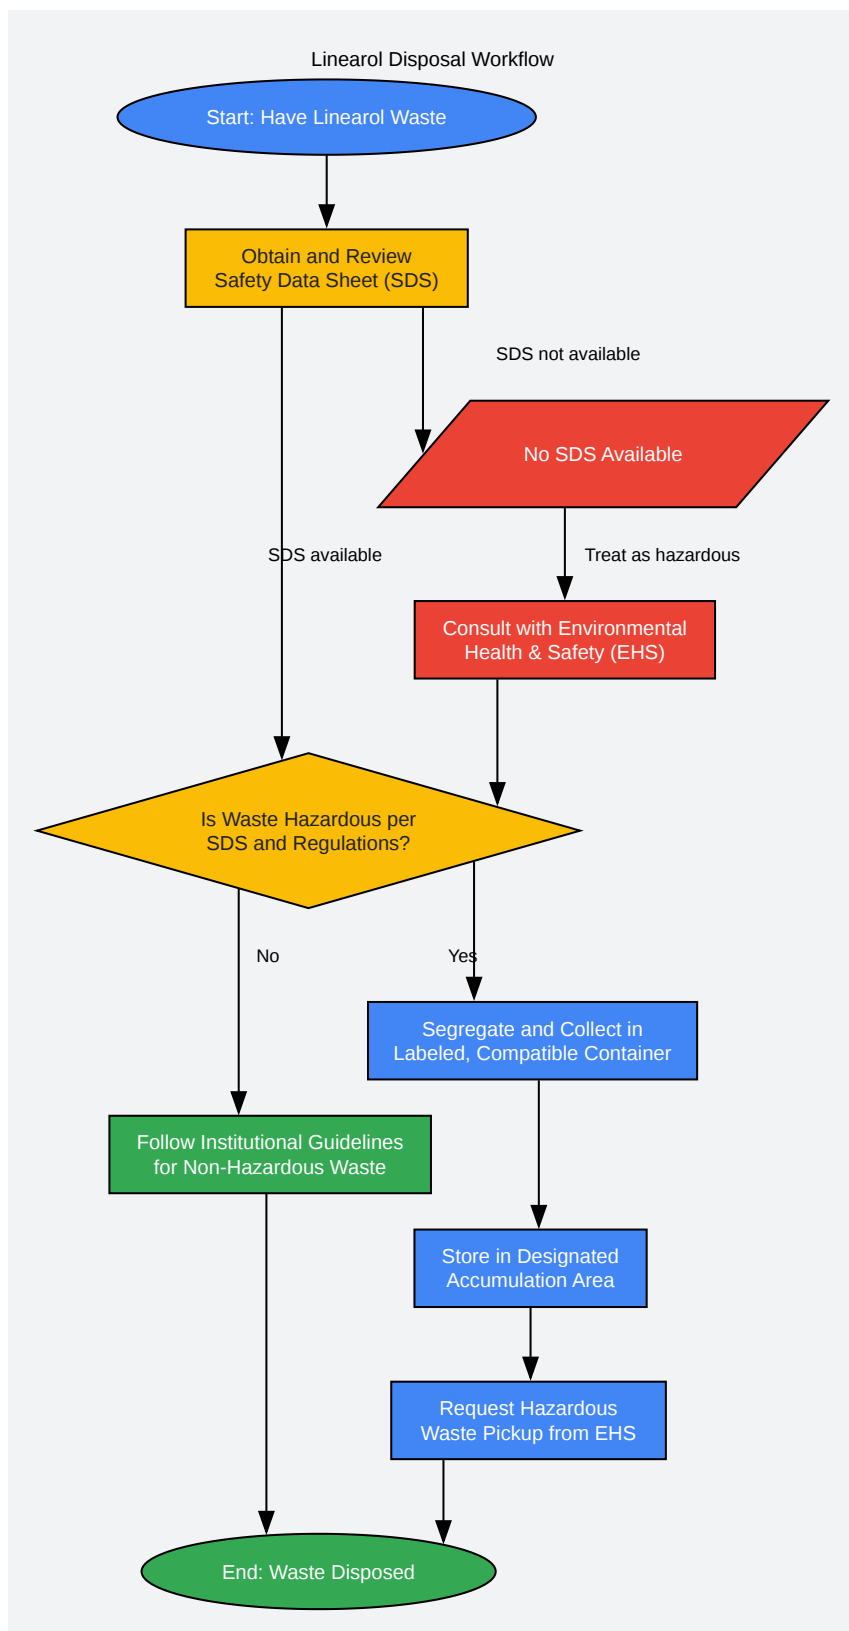 Linearol Disposal Workflow
Start: Have Linearol Waste
Obtain and Review
Safety Data Sheet (SDS)
SDS not available
No SDS Available
SDS available
Treat as hazardous
Consult with Environmental
Health & Safety (EHS)
Is Waste Hazardous per
SDS and Regulations?
No
Yes
Segregate and Collect in
Labeled, Compatible Container
Follow Institutional Guidelines
for Non-Hazardous Waste
Store in Designated
Accumulation Area
Request Hazardous
Waste Pickup from EHS
End: Waste Disposed